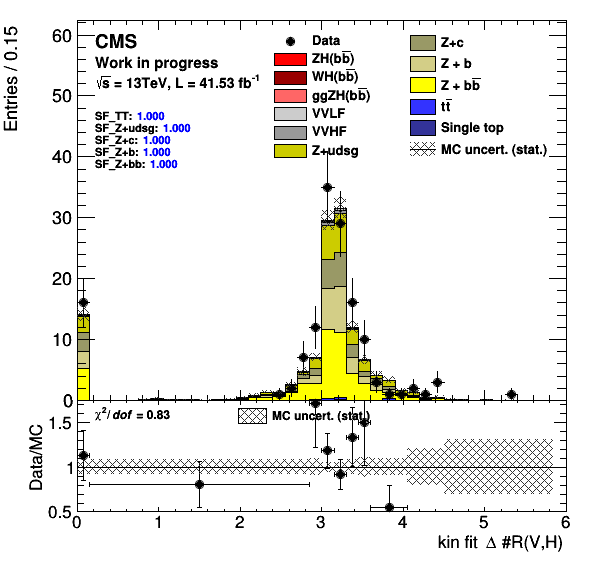 CMS
Work in progress
√s = 13TeV, L = 41.53 fb⁻¹
SF_TT: 1.000
SF_Z+udsg: 1.000
SF_Z+c: 1.000
SF_Z+b: 1.000
SF_Z+bb: 1.000
Data
ZH(bb̅)
WH(bb̅)
ggZH(bb̅)
VVLF
VVHF
Z+udsg
Z+c
Z + b
Z + bb̅
tt̅
Single top
MC uncert. (stat.)
Entries / 0.15
60
50
40
30
20
10
0
χ²/dof = 0.83
MC uncert. (stat.)
Data/MC
1.5
1
0.5
0 1 2 3 4 5 6
kin fit Δ #R(V,H)